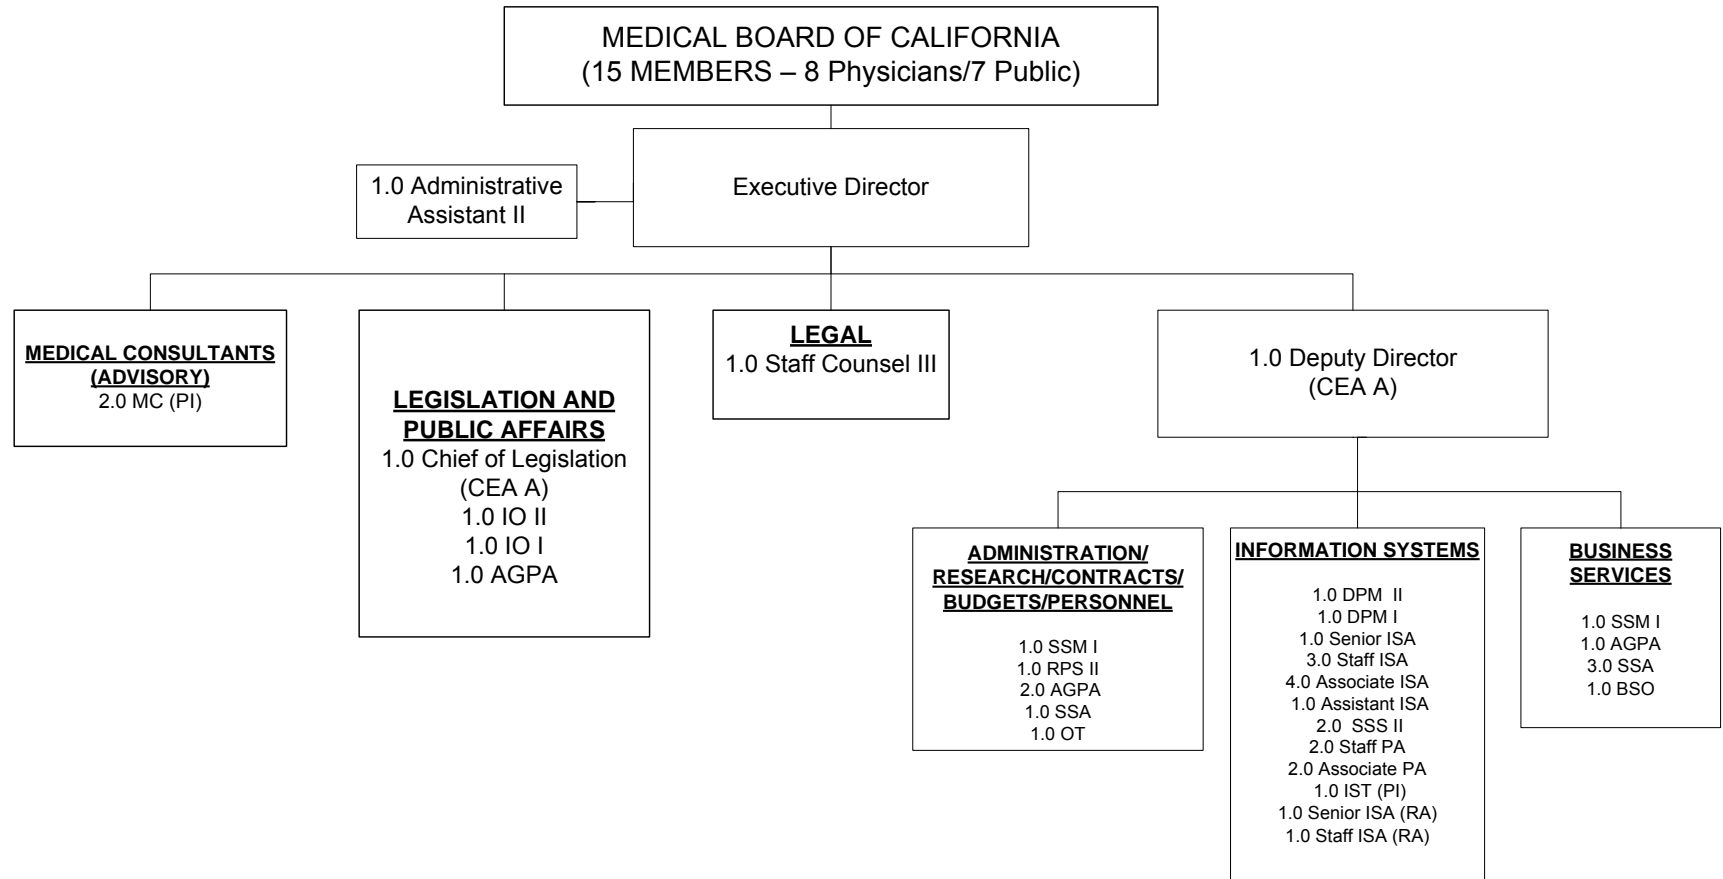 MEDICAL BOARD OF CALIFORNIA
(15 MEMBERS – 8 Physicians/7 Public)
1.0 Administrative
Assistant II
Executive Director
MEDICAL CONSULTANTS
(ADVISORY)
2.0 MC (PI)
LEGISLATION AND
PUBLIC AFFAIRS
1.0 Chief of Legislation
(CEA A)
1.0 IO II
1.0 IO I
1.0 AGPA
LEGAL
1.0 Staff Counsel III
1.0 Deputy Director
(CEA A)
ADMINISTRATION/
RESEARCH/CONTRACTS/
BUDGETS/PERSONNEL
1.0 SSM I
1.0 RPS II
2.0 AGPA
1.0 SSA
1.0 OT
INFORMATION SYSTEMS
1.0 DPM  II
1.0 DPM I
1.0 Senior ISA
3.0 Staff ISA
4.0 Associate ISA
1.0 Assistant ISA
2.0  SSS II
2.0 Staff PA
2.0 Associate PA
1.0 IST (PI)
1.0 Senior ISA (RA)
1.0 Staff ISA (RA)
BUSINESS
SERVICES
1.0 SSM I
1.0 AGPA
3.0 SSA
1.0 BSO